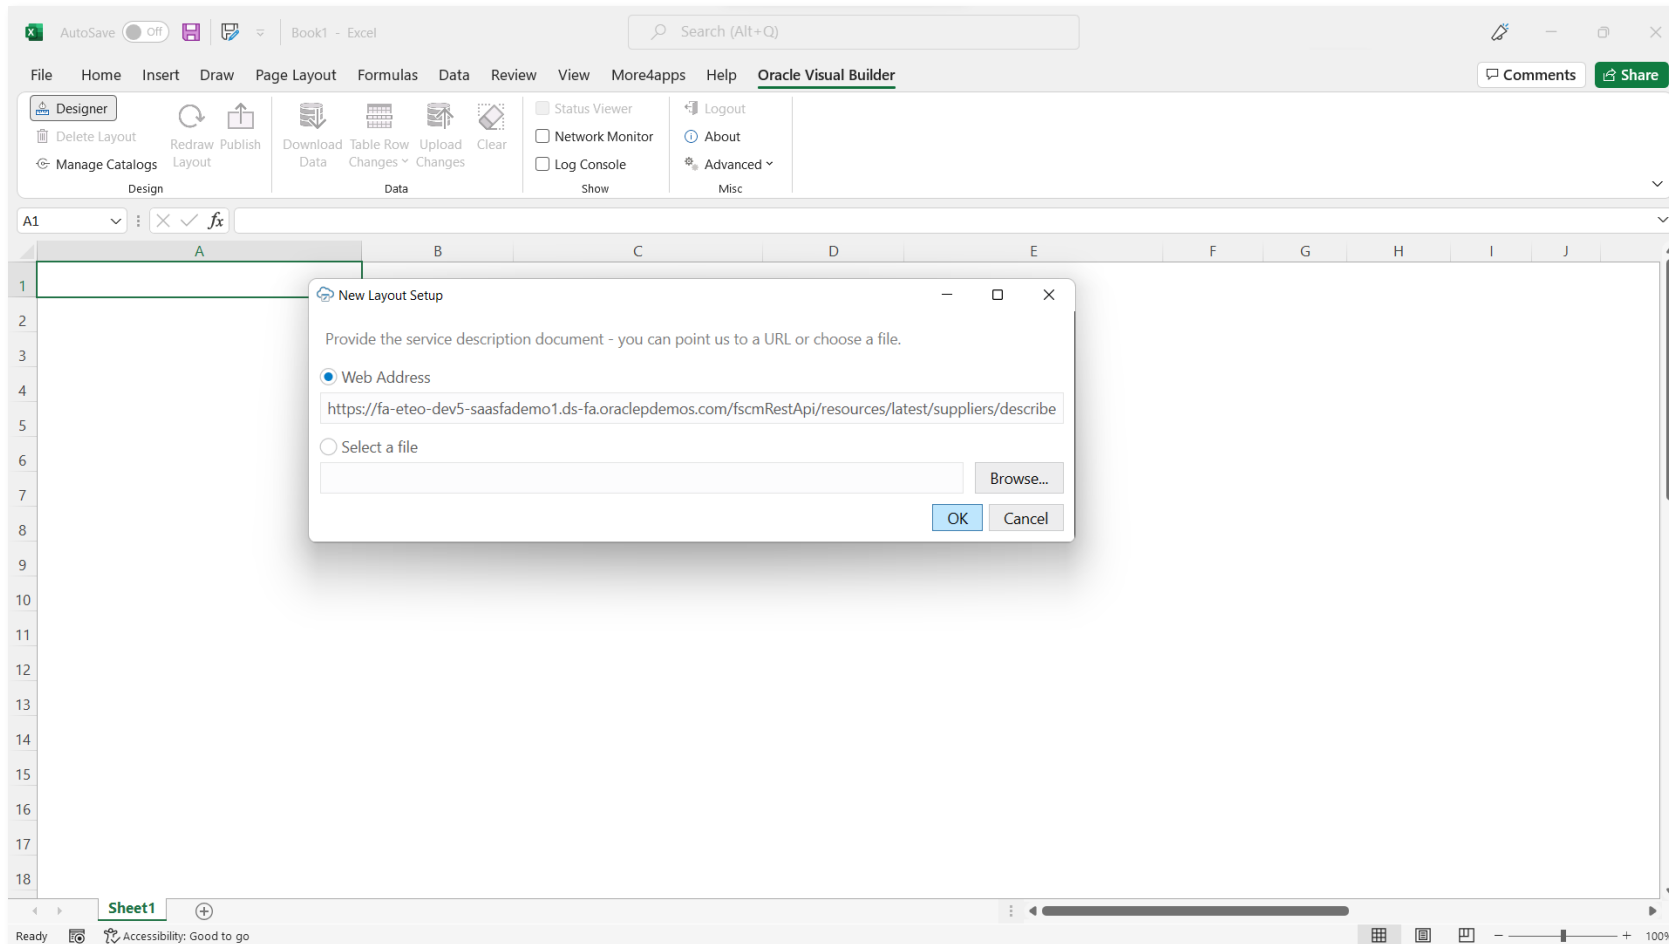 AutoSave Off Book1 - Excel Search (Alt+Q)
File Home Insert Draw Page Layout Formulas Data Review View More4apps Help Oracle Visual Builder Comments Share
Designer
Delete Layout
Manage Catalogs
Redraw
Layout
Publish
Design
Download
Data
Table Row
Changes
Upload
Changes
Clear
Data
Status Viewer
Network Monitor
Log Console
Show
Logout
About
Advanced
Misc
A1 fx
A B C D E F G H I J
1
2
3
4
5
6
7
8
9
10
11
12
13
14
15
16
17
18
New Layout Setup
Provide the service description document - you can point us to a URL or choose a file.
Web Address
https://fa-eteo-dev5-saasfademo1.ds-fa.oraclepdemos.com/fscmRestApi/resources/latest/suppliers/describe
Select a file
Browse...
OK Cancel
Sheet1
Ready Accessibility: Good to go 100%